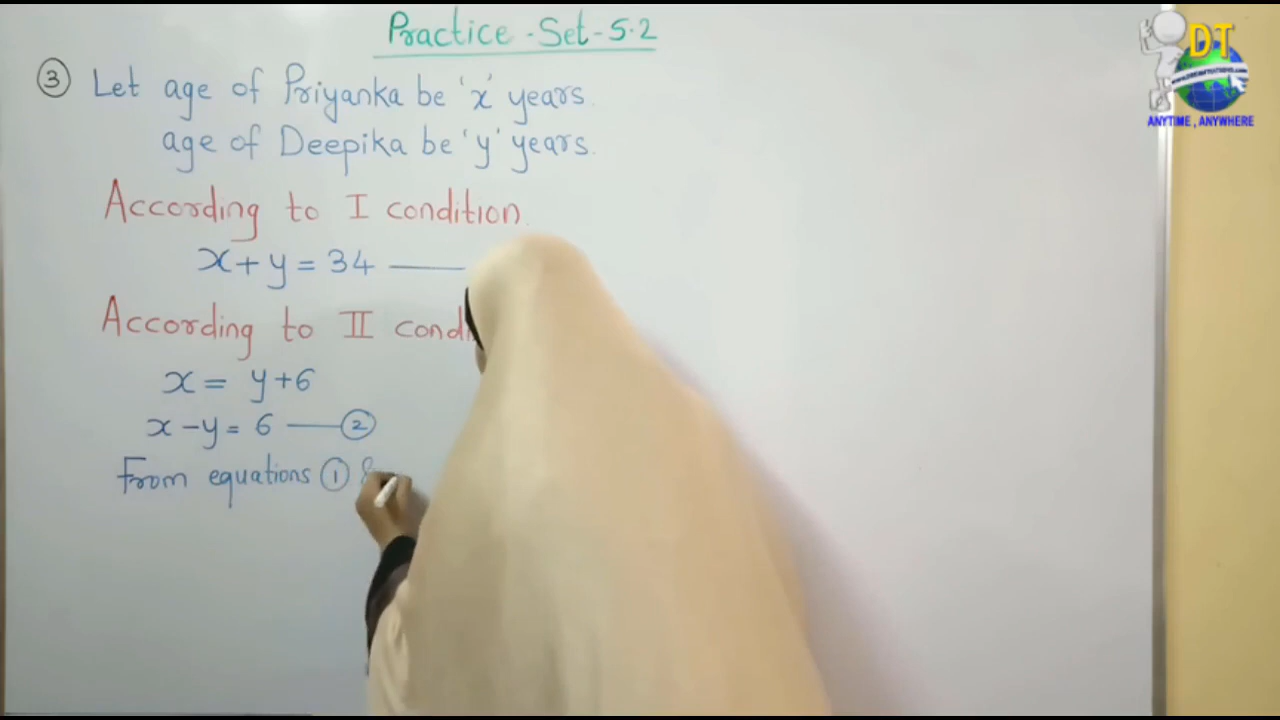 Practice-Set-5.2
③ Let age of Priyanka be 'x' years.
age of Deepika be 'y' years.
According to I condition
x+y=34 ——
According to II
x= y+6
x-y= 6 —— ②
From equations ① &
DT
ANYTIME, ANYWHERE